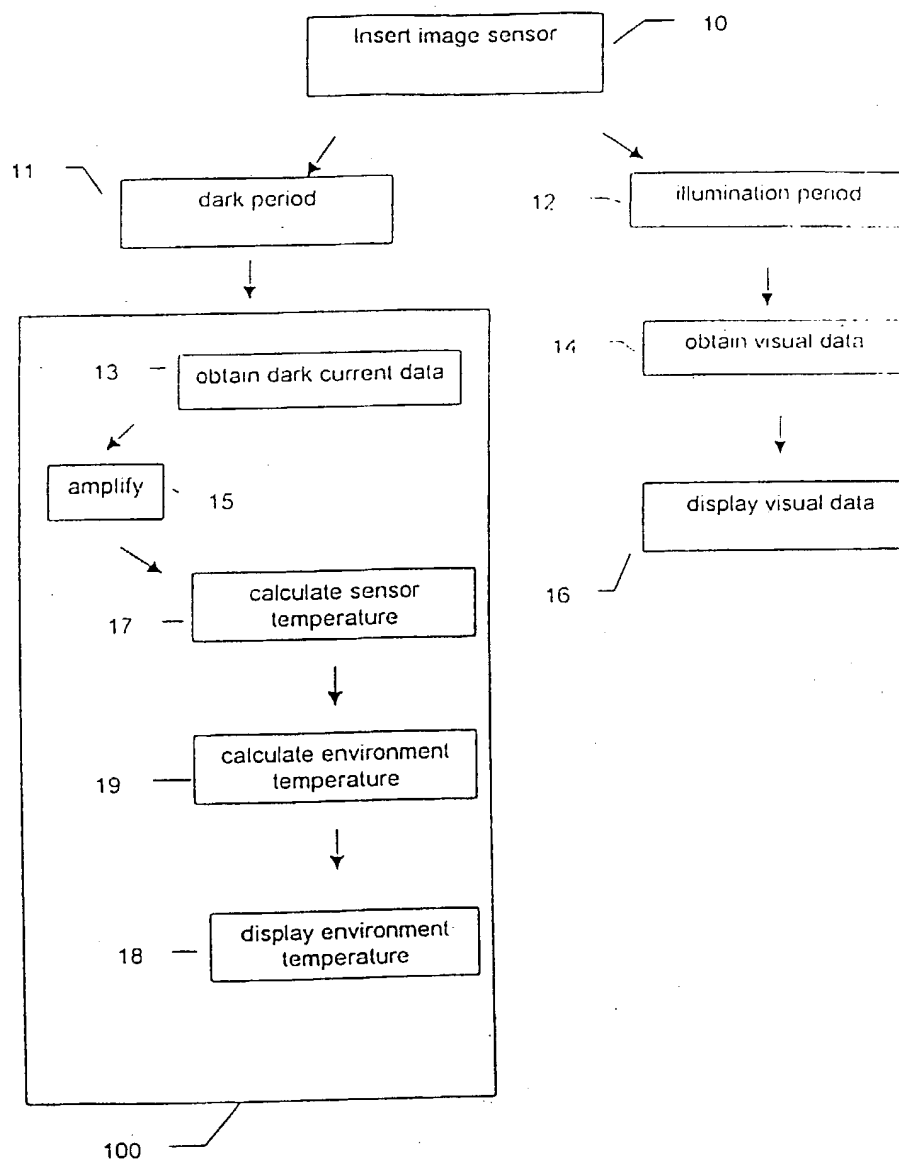 Insert image sensor
10
11
dark period
12
illumination period
13
obtain dark current data
14
obtain visual data
amplify
15
display visual data
16
17
calculate sensor
temperature
19
calculate environment
temperature
18
display environment
temperature
100